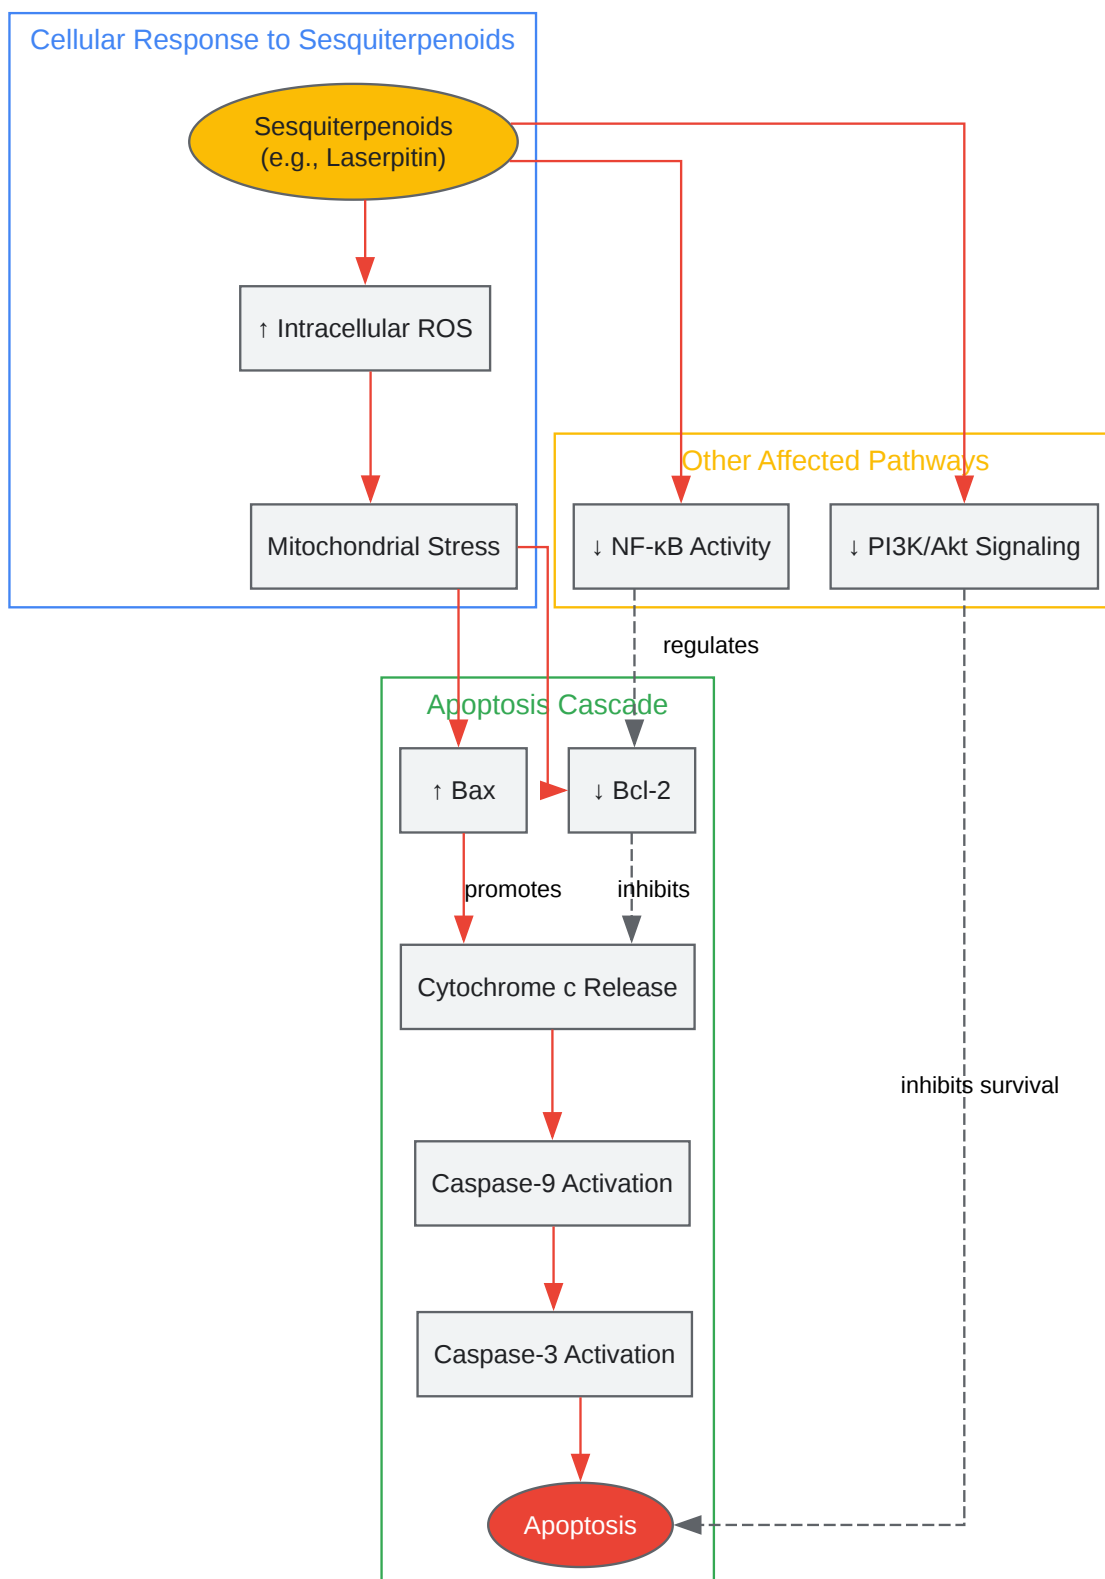 Cellular Response to Sesquiterpenoids
Sesquiterpenoids
(e.g., Laserpitin)
↑ Intracellular ROS
Other Affected Pathways
Mitochondrial Stress
↓ NF-κB Activity
↓ PI3K/Akt Signaling
regulates
Apoptosis Cascade
↑ Bax
↓ Bcl-2
promotes
inhibits
Cytochrome c Release
inhibits survival
Caspase-9 Activation
Caspase-3 Activation
Apoptosis